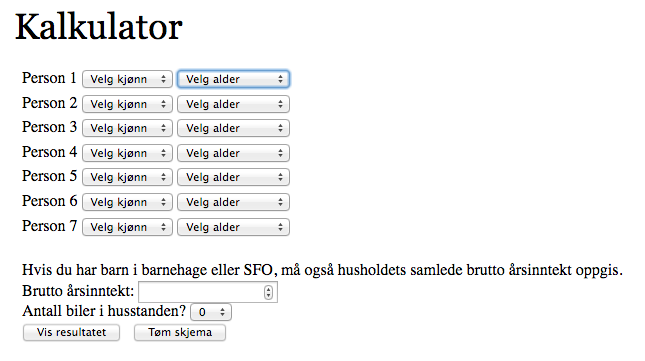 Kalkulator
Person 1 Velg kjønn Velg alder
Person 2 Velg kjønn Velg alder
Person 3 Velg kjønn Velg alder
Person 4 Velg kjønn Velg alder
Person 5 Velg kjønn Velg alder
Person 6 Velg kjønn Velg alder
Person 7 Velg kjønn Velg alder
Hvis du har barn i barnehage eller SFO, må også husholdets samlede brutto årsinntekt oppgis.
Brutto årsinntekt:
Antall biler i husstanden? 0
Vis resultatet Tøm skjema